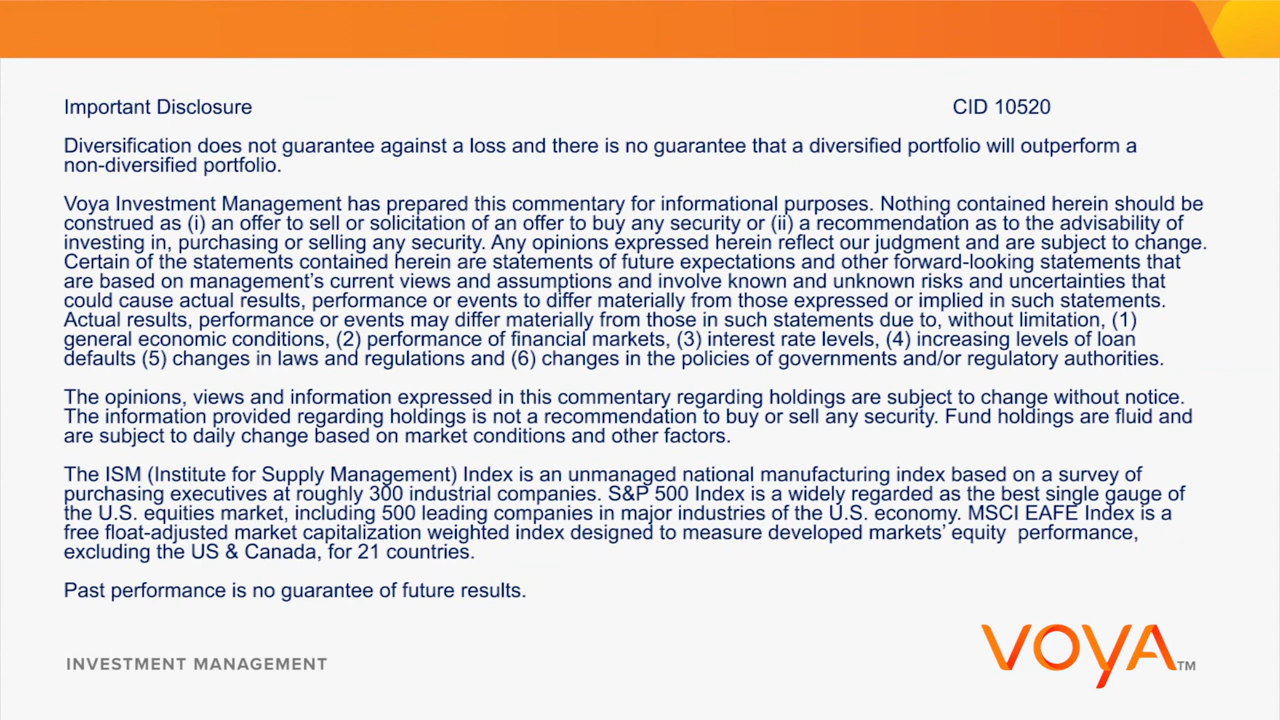 Important Disclosure CID 10520
Diversification does not guarantee against a loss and there is no guarantee that a diversified portfolio will outperform a
non-diversified portfolio.
Voya Investment Management has prepared this commentary for informational purposes. Nothing contained herein should be
construed as (i) an offer to sell or solicitation of an offer to buy any security or (ii) a recommendation as to the advisability of
investing in, purchasing or selling any security. Any opinions expressed herein reflect our judgment and are subject to change.
Certain of the statements contained herein are statements of future expectations and other forward-looking statements that
are based on management’s current views and assumptions and involve known and unknown risks and uncertainties that
could cause actual results, performance or events to differ materially from those expressed or implied in such statements.
Actual results, performance or events may differ materially from those in such statements due to, without limitation, (1)
general economic conditions, (2) performance of financial markets, (3) interest rate levels, (4) increasing levels of loan
defaults (5) changes in laws and regulations and (6) changes in the policies of governments and/or regulatory authorities.
The opinions, views and information expressed in this commentary regarding holdings are subject to change without notice.
The information provided regarding holdings is not a recommendation to buy or sell any security. Fund holdings are fluid and
are subject to daily change based on market conditions and other factors.
The ISM (Institute for Supply Management) Index is an unmanaged national manufacturing index based on a survey of
purchasing executives at roughly 300 industrial companies. S&P 500 Index is a widely regarded as the best single gauge of
the U.S. equities market, including 500 leading companies in major industries of the U.S. economy. MSCI EAFE Index is a
free float-adjusted market capitalization weighted index designed to measure developed markets’ equity performance,
excluding the US & Canada, for 21 countries.
Past performance is no guarantee of future results.
INVESTMENT MANAGEMENT
VOYA TM